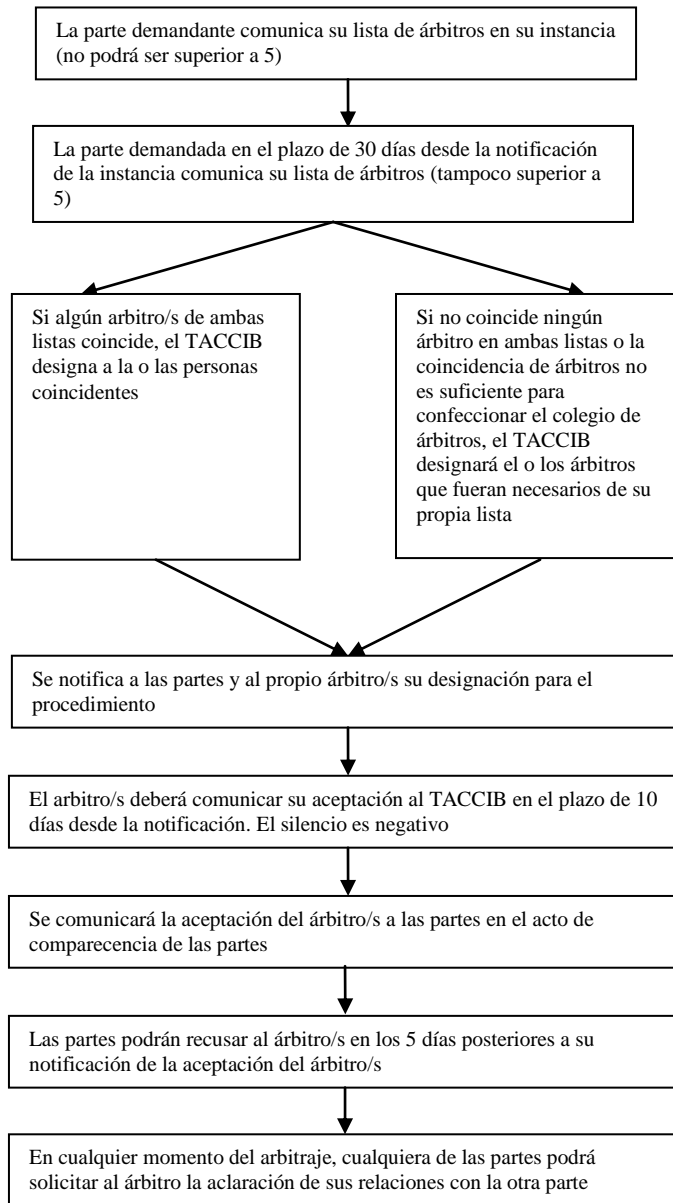 La parte demandante comunica su lista de árbitros en su instancia
(no podrá ser superior a 5)
La parte demandada en el plazo de 30 días desde la notificación
de la instancia comunica su lista de árbitros (tampoco superior a
5)
Si algún arbitro/s de ambas
listas coincide, el TACCIB
designa a la o las personas
coincidentes
Si no coincide ningún
árbitro en ambas listas o la
coincidencia de árbitros no
es suficiente para
confeccionar el colegio de
árbitros, el TACCIB
designará el o los árbitros
que fueran necesarios de su
propia lista
Se notifica a las partes y al propio árbitro/s su designación para el
procedimiento
El arbitro/s deberá comunicar su aceptación al TACCIB en el plazo de 10
días desde la notificación. El silencio es negativo
Se comunicará la aceptación del árbitro/s a las partes en el acto de
comparecencia de las partes
Las partes podrán recusar al árbitro/s en los 5 días posteriores a su
notificación de la aceptación del árbitro/s
En cualquier momento del arbitraje, cualquiera de las partes podrá
solicitar al árbitro la aclaración de sus relaciones con la otra parte